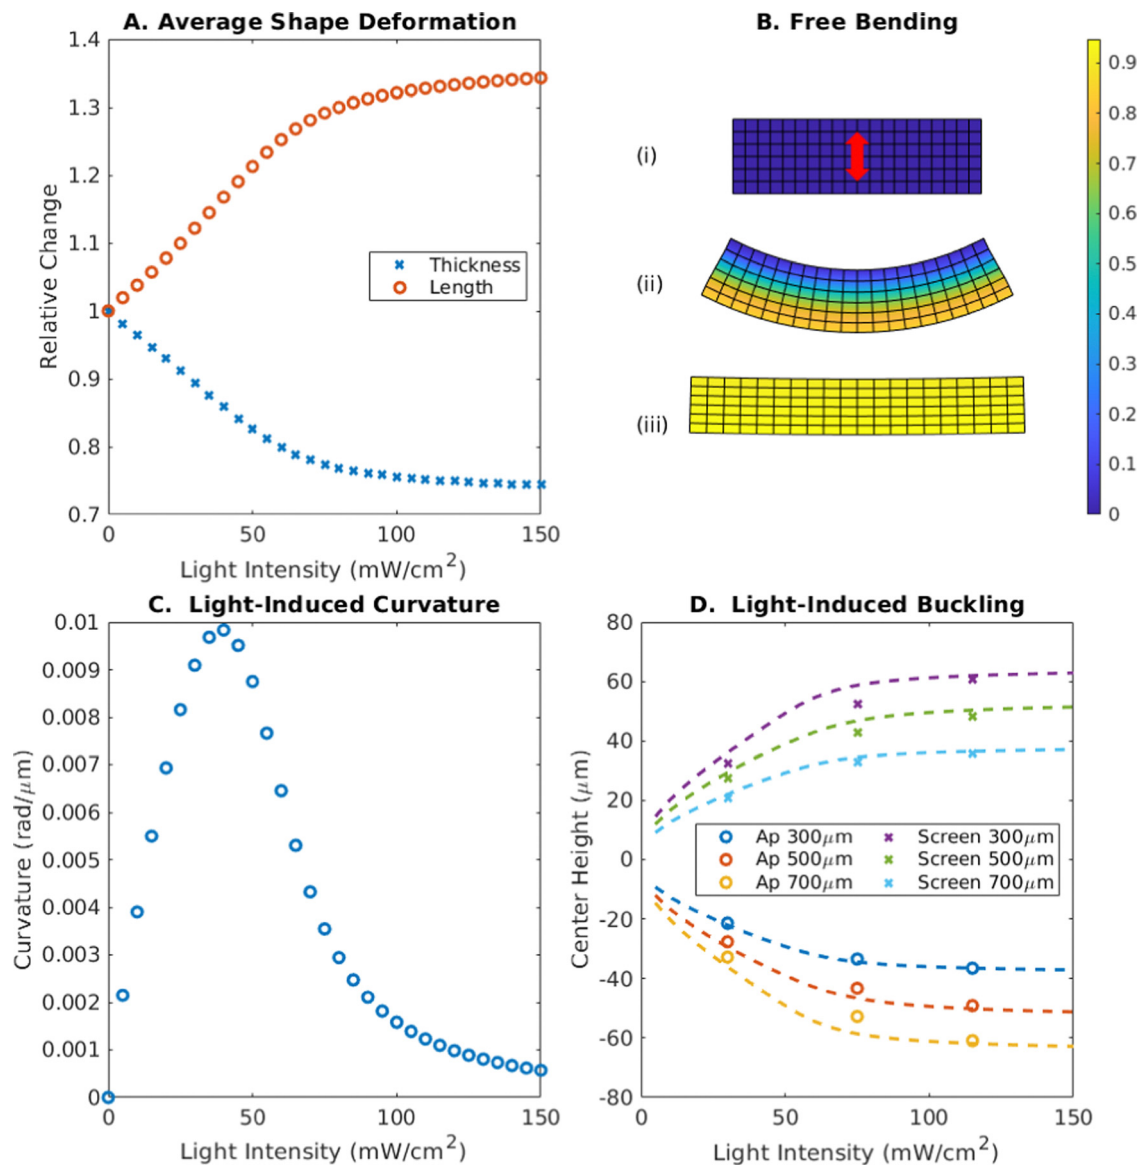 A. Average Shape Deformation
1.4
1.3
1.2
1.1
1
0.9
0.8
0.7
Relative Change
Thickness
Length
0
50
100
150
Light Intensity (mW/cm²)
B. Free Bending
(i)
(ii)
(iii)
0.9
0.8
0.7
0.6
0.5
0.4
0.3
0.2
0.1
0
C. Light-Induced Curvature
0.01
0.009
0.008
0.007
0.006
0.005
0.004
0.003
0.002
0.001
0
Curvature (rad/μm)
0
50
100
150
Light Intensity (mW/cm²)
D. Light-Induced Buckling
80
60
40
20
0
-20
-40
-60
-80
Center Height (μm)
Ap 300μm
Ap 500μm
Ap 700μm
Screen 300μm
Screen 500μm
Screen 700μm
0
50
100
150
Light Intensity (mW/cm²)